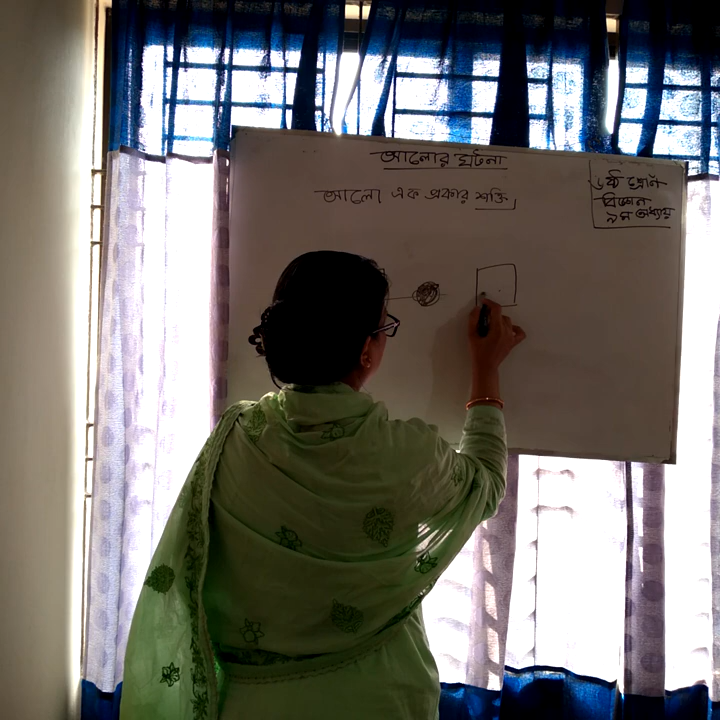 আলোর ঘটনা
আলো এক প্রকার শক্তি
৬ষ্ঠ শ্রেণি
বিজ্ঞান
৯ম অধ্যায়